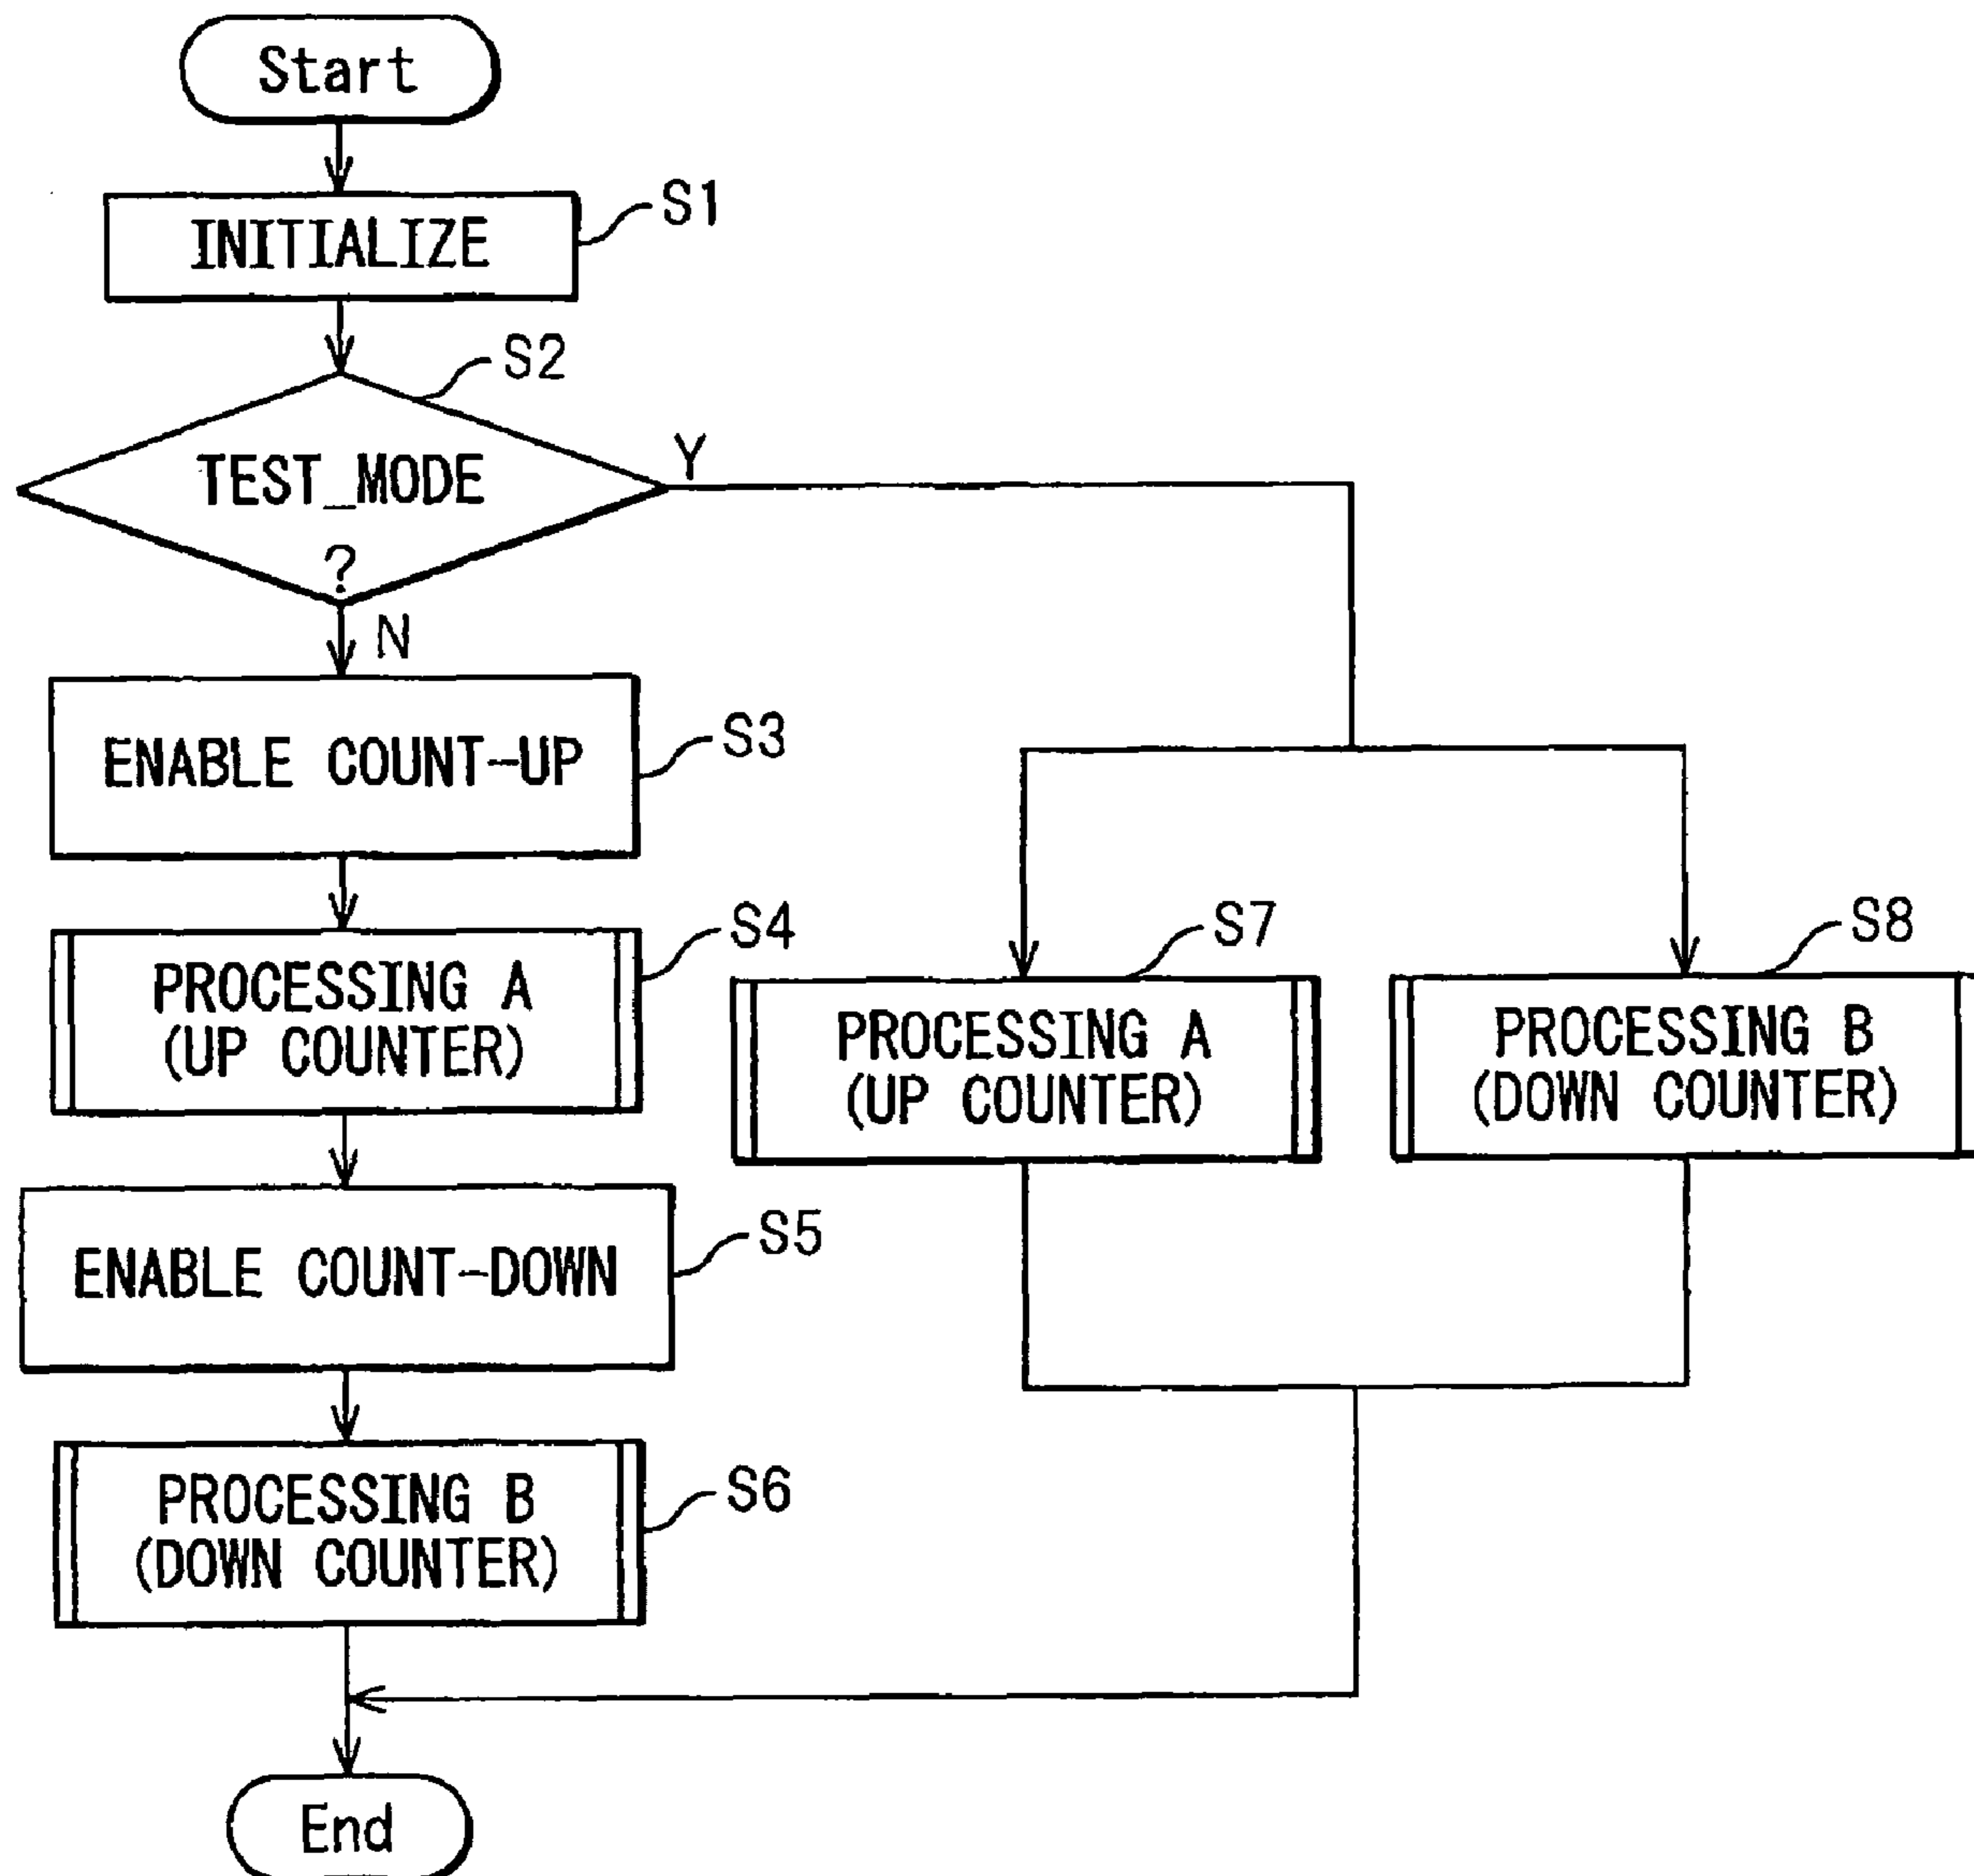 Start
INITIALIZE
S1
S2
TEST_MODE
?
Y
N
ENABLE COUNT-UP
S3
PROCESSING A
(UP COUNTER)
S4
PROCESSING A
(UP COUNTER)
S7
PROCESSING B
(DOWN COUNTER)
S8
ENABLE COUNT-DOWN
S5
PROCESSING B
(DOWN COUNTER)
S6
End